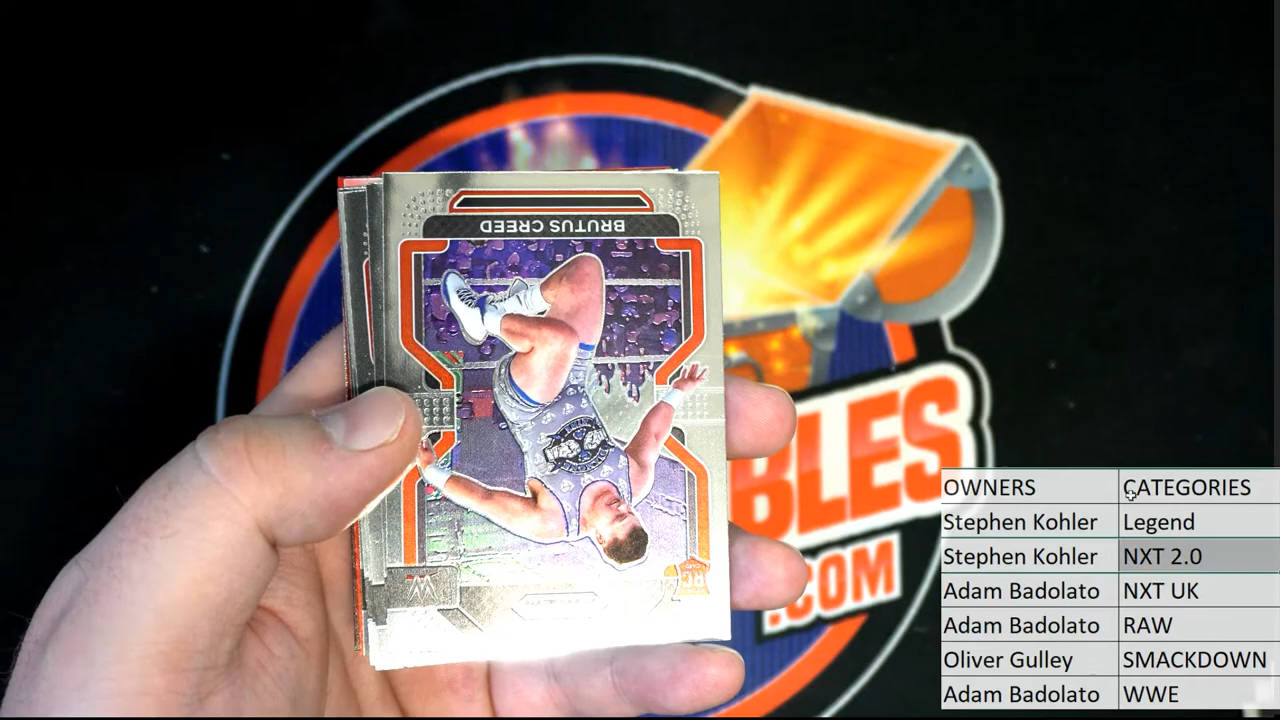 BRUTUS CREED
RC
BLES
.COM
OWNERS CATEGORIES
Stephen Kohler Legend
Stephen Kohler NXT 2.0
Adam Badolato NXT UK
Adam Badolato RAW
Oliver Gulley SMACKDOWN
Adam Badolato WWE